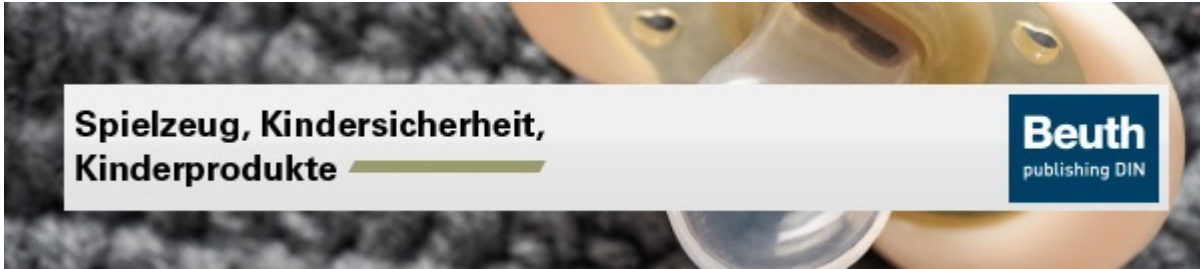 Spielzeug, Kindersicherheit,
Kinderprodukte
Beuth
publishing DIN